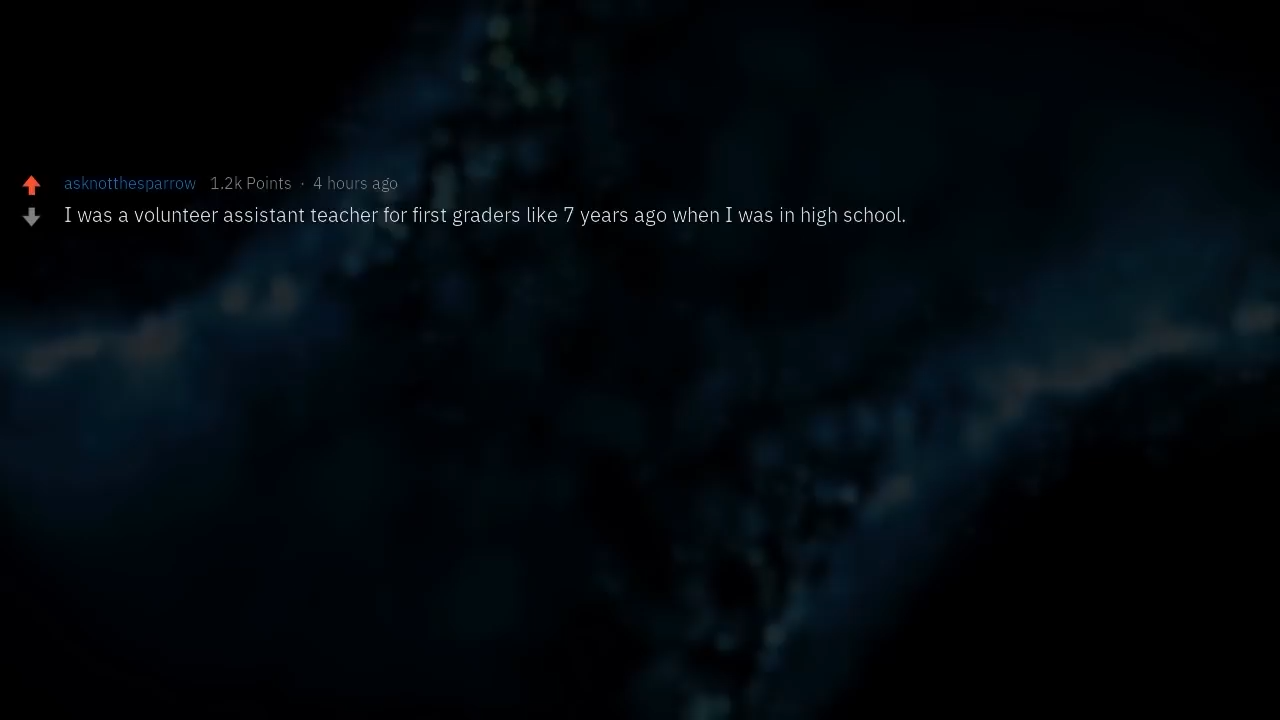 asknotthesparrow 1.2k Points · 4 hours ago
I was a volunteer assistant teacher for first graders like 7 years ago when I was in high school.